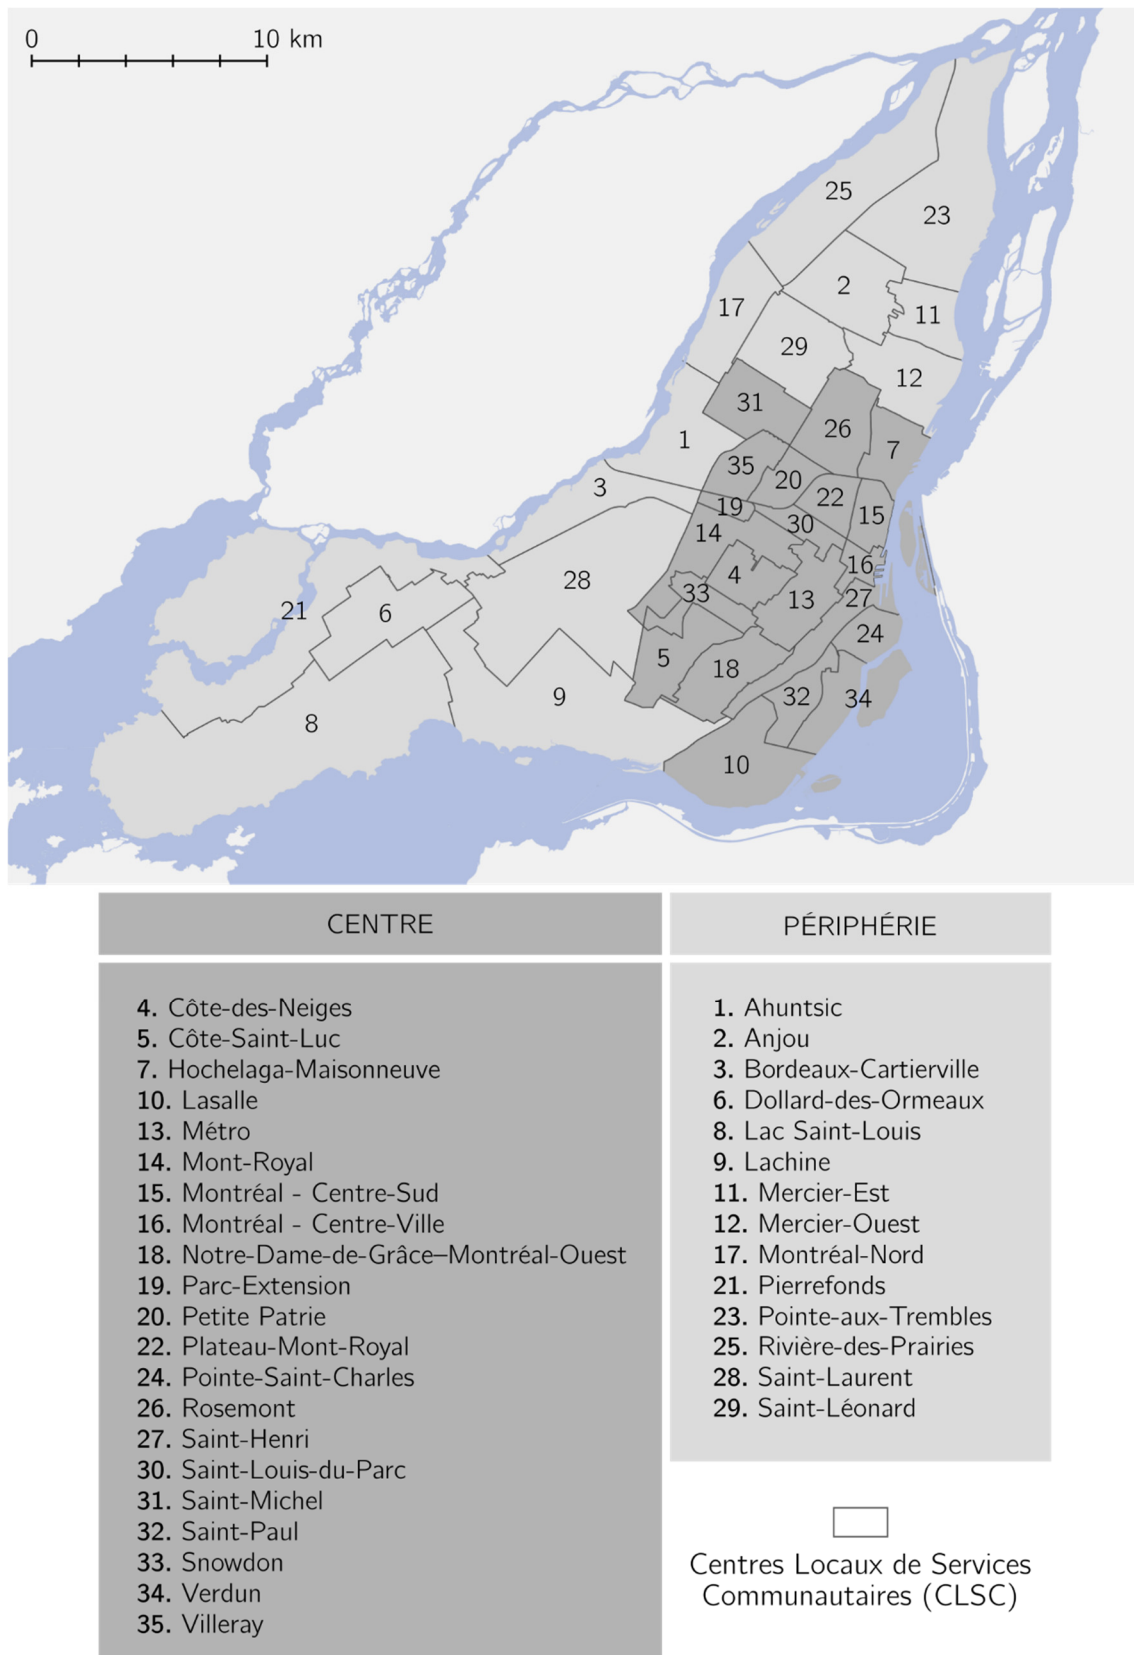 0 10 km
25
23
2
17
11
29
12
31
26
1
7
35
20
3
22
19
15
30
14
16
28
4
33
13
27
21
6
24
5
18
32
34
9
8
10
CENTRE
4. Côte-des-Neiges
5. Côte-Saint-Luc
7. Hochelaga-Maisonneuve
10. Lasalle
13. Métro
14. Mont-Royal
15. Montréal - Centre-Sud
16. Montréal - Centre-Ville
18. Notre-Dame-de-Grâce–Montréal-Ouest
19. Parc-Extension
20. Petite Patrie
22. Plateau-Mont-Royal
24. Pointe-Saint-Charles
26. Rosemont
27. Saint-Henri
30. Saint-Louis-du-Parc
31. Saint-Michel
32. Saint-Paul
33. Snowdon
34. Verdun
35. Villeray
PÉRIPHÉRIE
1. Ahuntsic
2. Anjou
3. Bordeaux-Cartierville
6. Dollard-des-Ormeaux
8. Lac Saint-Louis
9. Lachine
11. Mercier-Est
12. Mercier-Ouest
17. Montréal-Nord
21. Pierrefonds
23. Pointe-aux-Trembles
25. Rivière-des-Prairies
28. Saint-Laurent
29. Saint-Léonard
Centres Locaux de Services
Communautaires (CLSC)